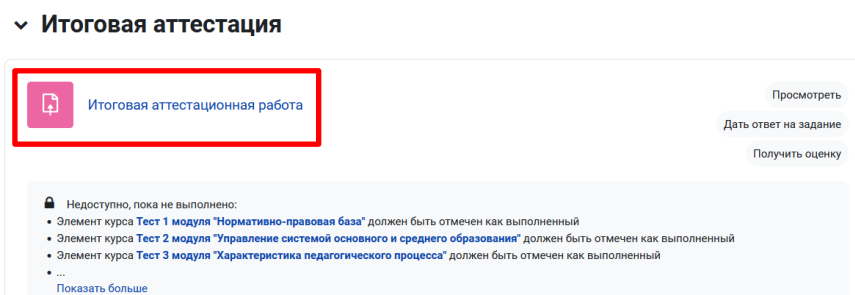 Итоговая аттестация
Итоговая аттестационная работа
Просмотреть
Дать ответ на задание
Получить оценку
Недоступно, пока не выполнено:
• Элемент курса Тест 1 модуля "Нормативно-правовая база" должен быть отмечен как выполненный
• Элемент курса Тест 2 модуля "Управление системой основного и среднего образования" должен быть отмечен как выполненный
• Элемент курса Тест 3 модуля "Характеристика педагогического процесса" должен быть отмечен как выполненный
• ...
Показать больше